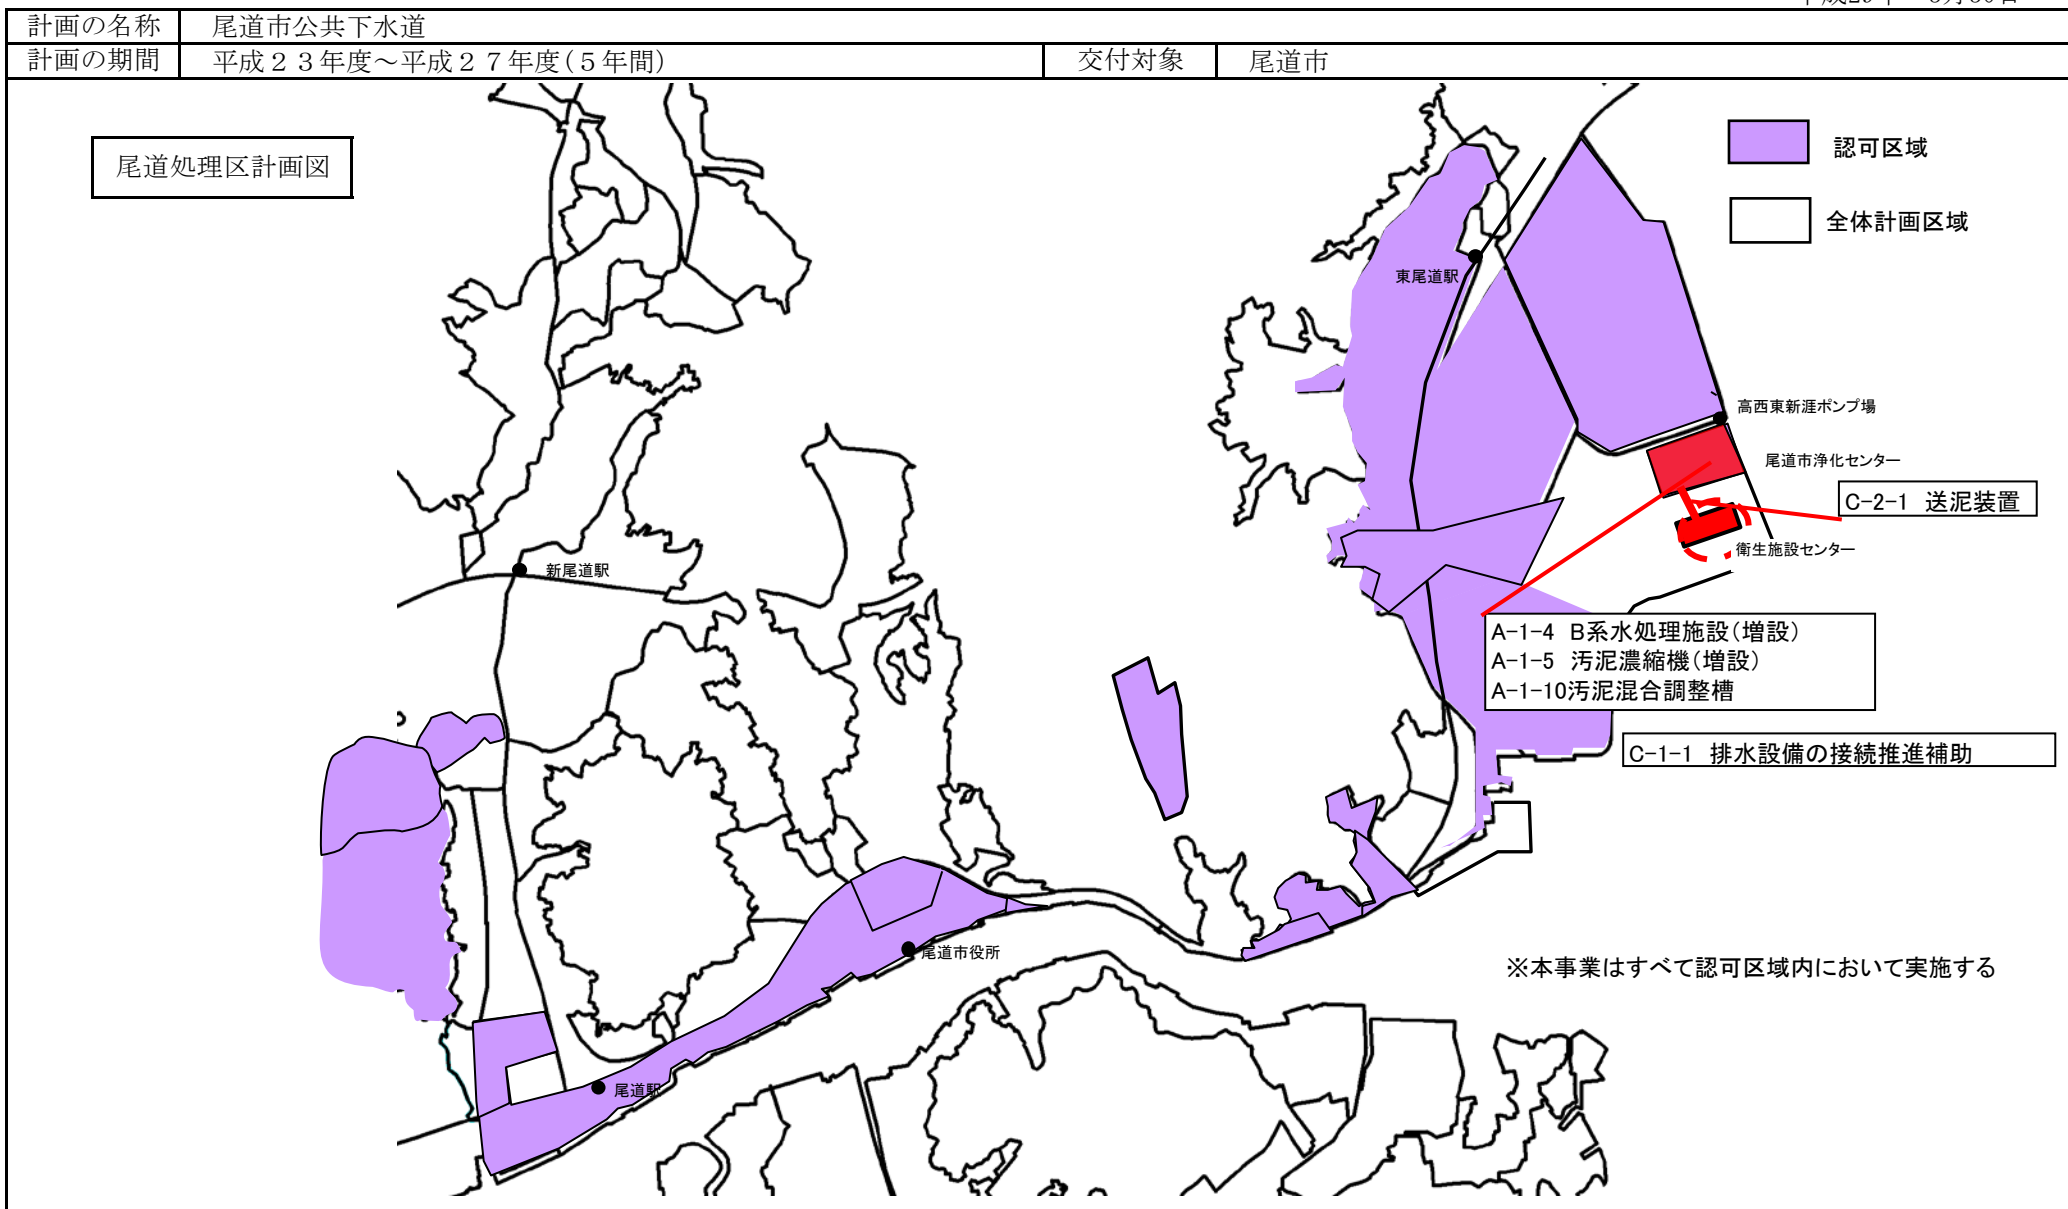 計画の名称 尾道市公共下水道
計画の期間 平成２３年度～平成２７年度（５年間） 交付対象 尾道市
尾道処理区計画図
認可区域
全体計画区域
東尾道駅
高西東新涯ポンプ場
尾道市浄化センター
C-2-1 送泥装置
衛生施設センター
新尾道駅
A-1-4 B系水処理施設（増設）
A-1-5 汚泥濃縮機（増設）
A-1-10汚泥混合調整槽
C-1-1 排水設備の接続推進補助
尾道市役所
※本事業はすべて認可区域内において実施する
尾道駅